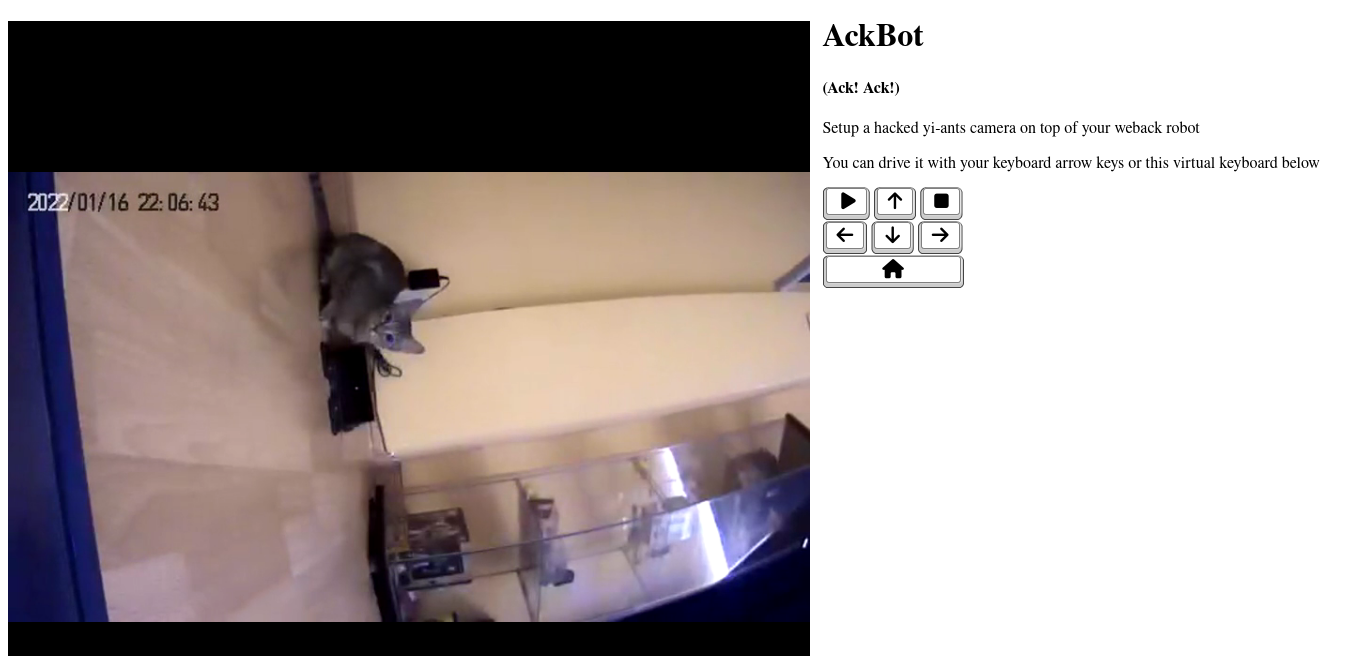 2022/01/16 22:06:43
AckBot
(Ack! Ack!)
Setup a hacked yi-ants camera on top of your weback robot
You can drive it with your keyboard arrow keys or this virtual keyboard below